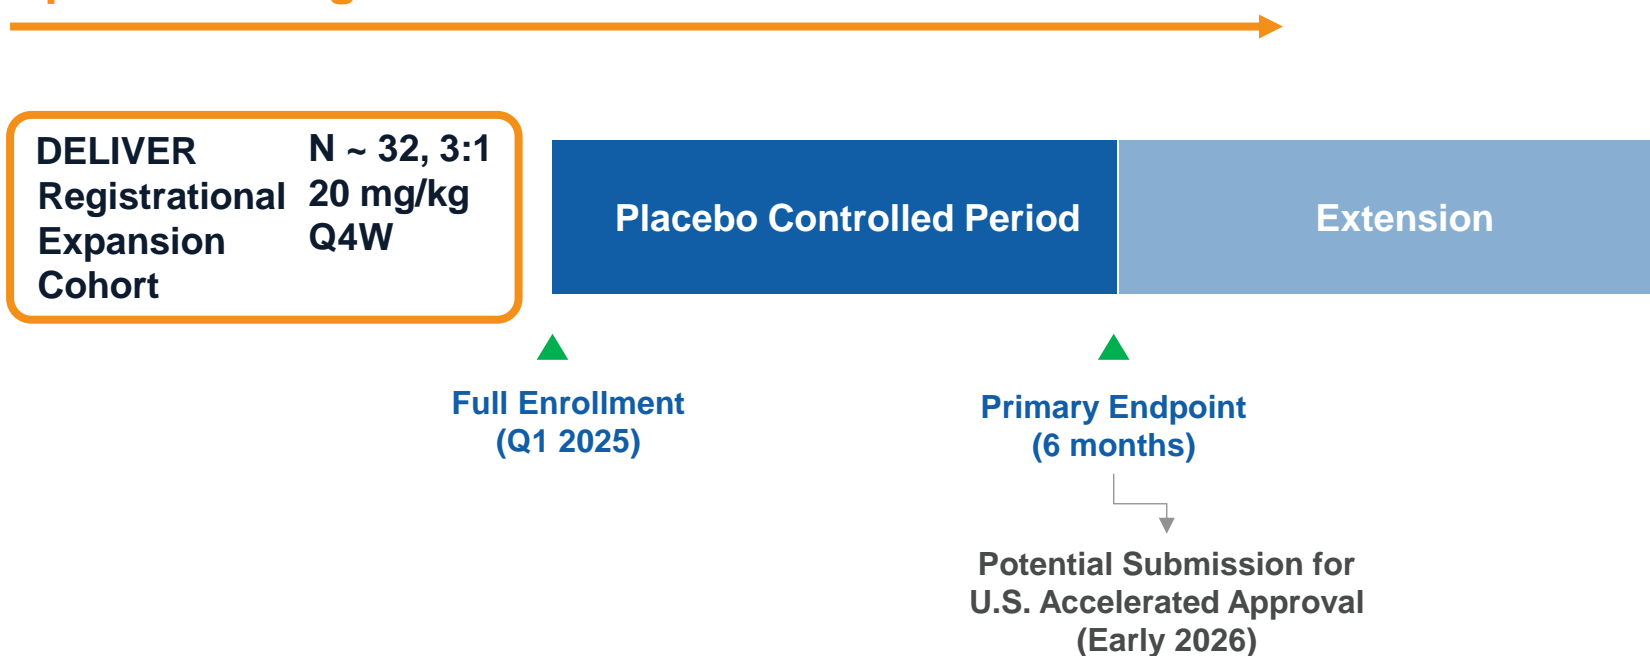 DELIVER
Registrational
Expansion
Cohort
N ~ 32, 3:1
20 mg/kg
Q4W
Placebo Controlled Period
Extension
Full Enrollment
(Q1 2025)
Primary Endpoint
(6 months)
Potential Submission for
U.S. Accelerated Approval
(Early 2026)